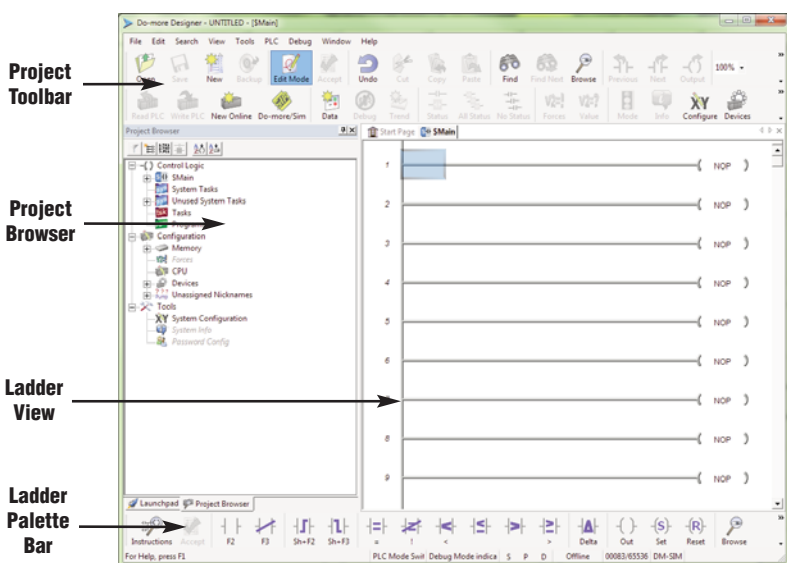 Do-more Designer - UNTITLED - [$Main]
File Edit Search View Tools PLC Debug Window Help
Project Toolbar
Open Save New Backup Edit Mode Accept Undo Cut Copy Paste Find Find Next Browse Previous Next Output 100%
Read PLC Write PLC New Online Do-more/Sim Data Debug Trend Status All Status No Status Forces Value Mode Info Configure Devices
Project Browser
Start Page $Main
Control Logic
$Main
System Tasks
Unused System Tasks
Tasks
Project Browser
Configuration
Memory
Forces
CPU
Devices
Unassigned Nicknames
Tools
XY System Configuration
System Info
Password Config
1 NOP
2 NOP
3 NOP
4 NOP
5 NOP
6 NOP
Ladder View
NOP
8 NOP
9 NOP
Launchpad Project Browser
Ladder Palette Bar
Instructions Accept F2 F3 Sh+F2 Sh+F3 = ! < > Delta Out Set Reset Browse
For Help, press F1 PLC Mode Swit Debug Mode indica S P D Offline 00083/65536 DM-SIM